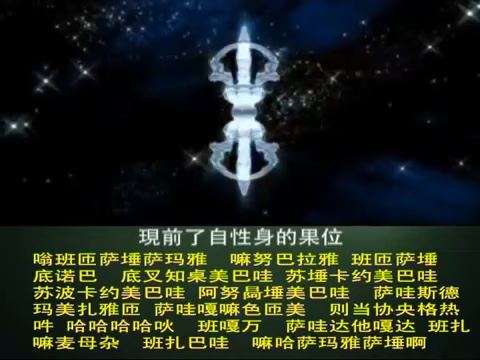 現前了自性身的果位
嗡班匝萨埵萨玛雅 嘛努巴拉雅 班匝萨埵
底诺巴 底叉知桌美巴哇 苏埵卡约美巴哇
苏波卡约美巴哇 阿努晶埵美巴哇 萨哇斯德
玛美扎雅匝 萨哇嘎嘛色匝美 则当协央格热
吽 哈哈哈哈伙 班嘎万 萨哇达他嘎达 班扎
嘛麦母杂 班扎巴哇 嘛哈萨玛雅萨埵啊